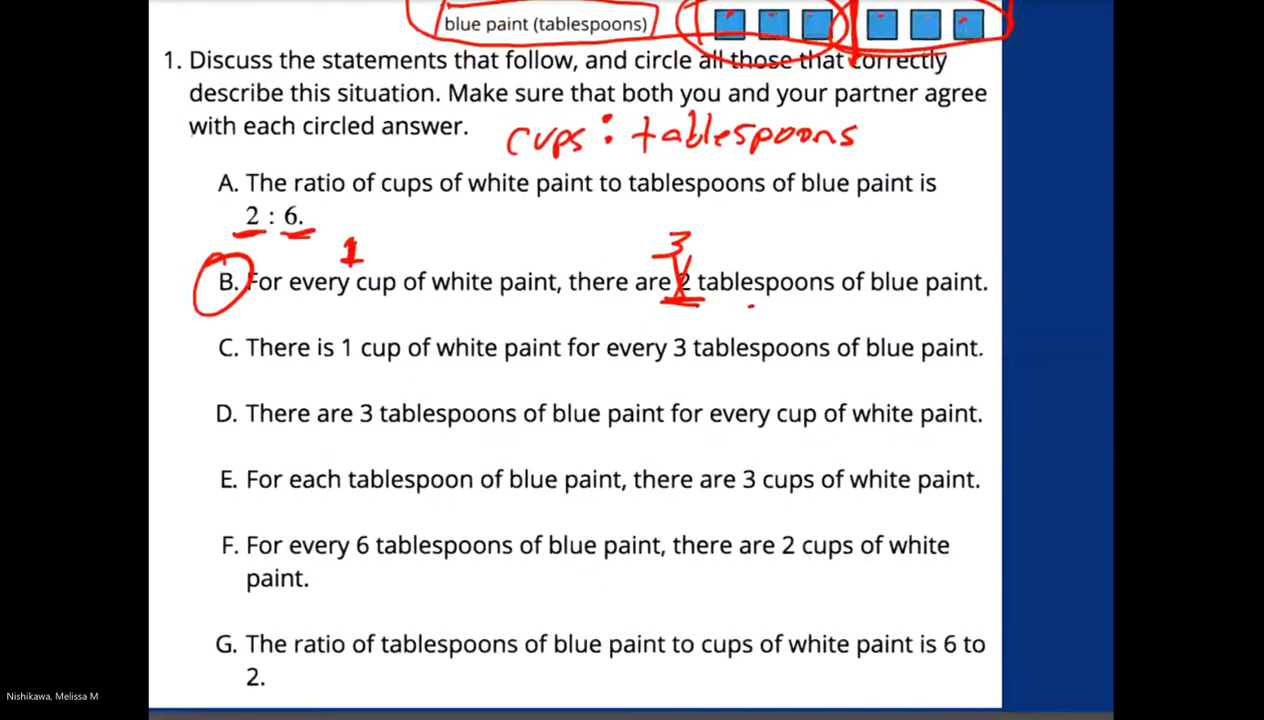 blue paint (tablespoons)
1. Discuss the statements that follow, and circle all those that correctly
describe this situation. Make sure that both you and your partner agree
with each circled answer.
cups : tablespoons
A. The ratio of cups of white paint to tablespoons of blue paint is
2 : 6.
1
3
B. For every cup of white paint, there are 2 tablespoons of blue paint.
C. There is 1 cup of white paint for every 3 tablespoons of blue paint.
D. There are 3 tablespoons of blue paint for every cup of white paint.
E. For each tablespoon of blue paint, there are 3 cups of white paint.
F. For every 6 tablespoons of blue paint, there are 2 cups of white
paint.
G. The ratio of tablespoons of blue paint to cups of white paint is 6 to
2.
Nishikawa, Melissa M